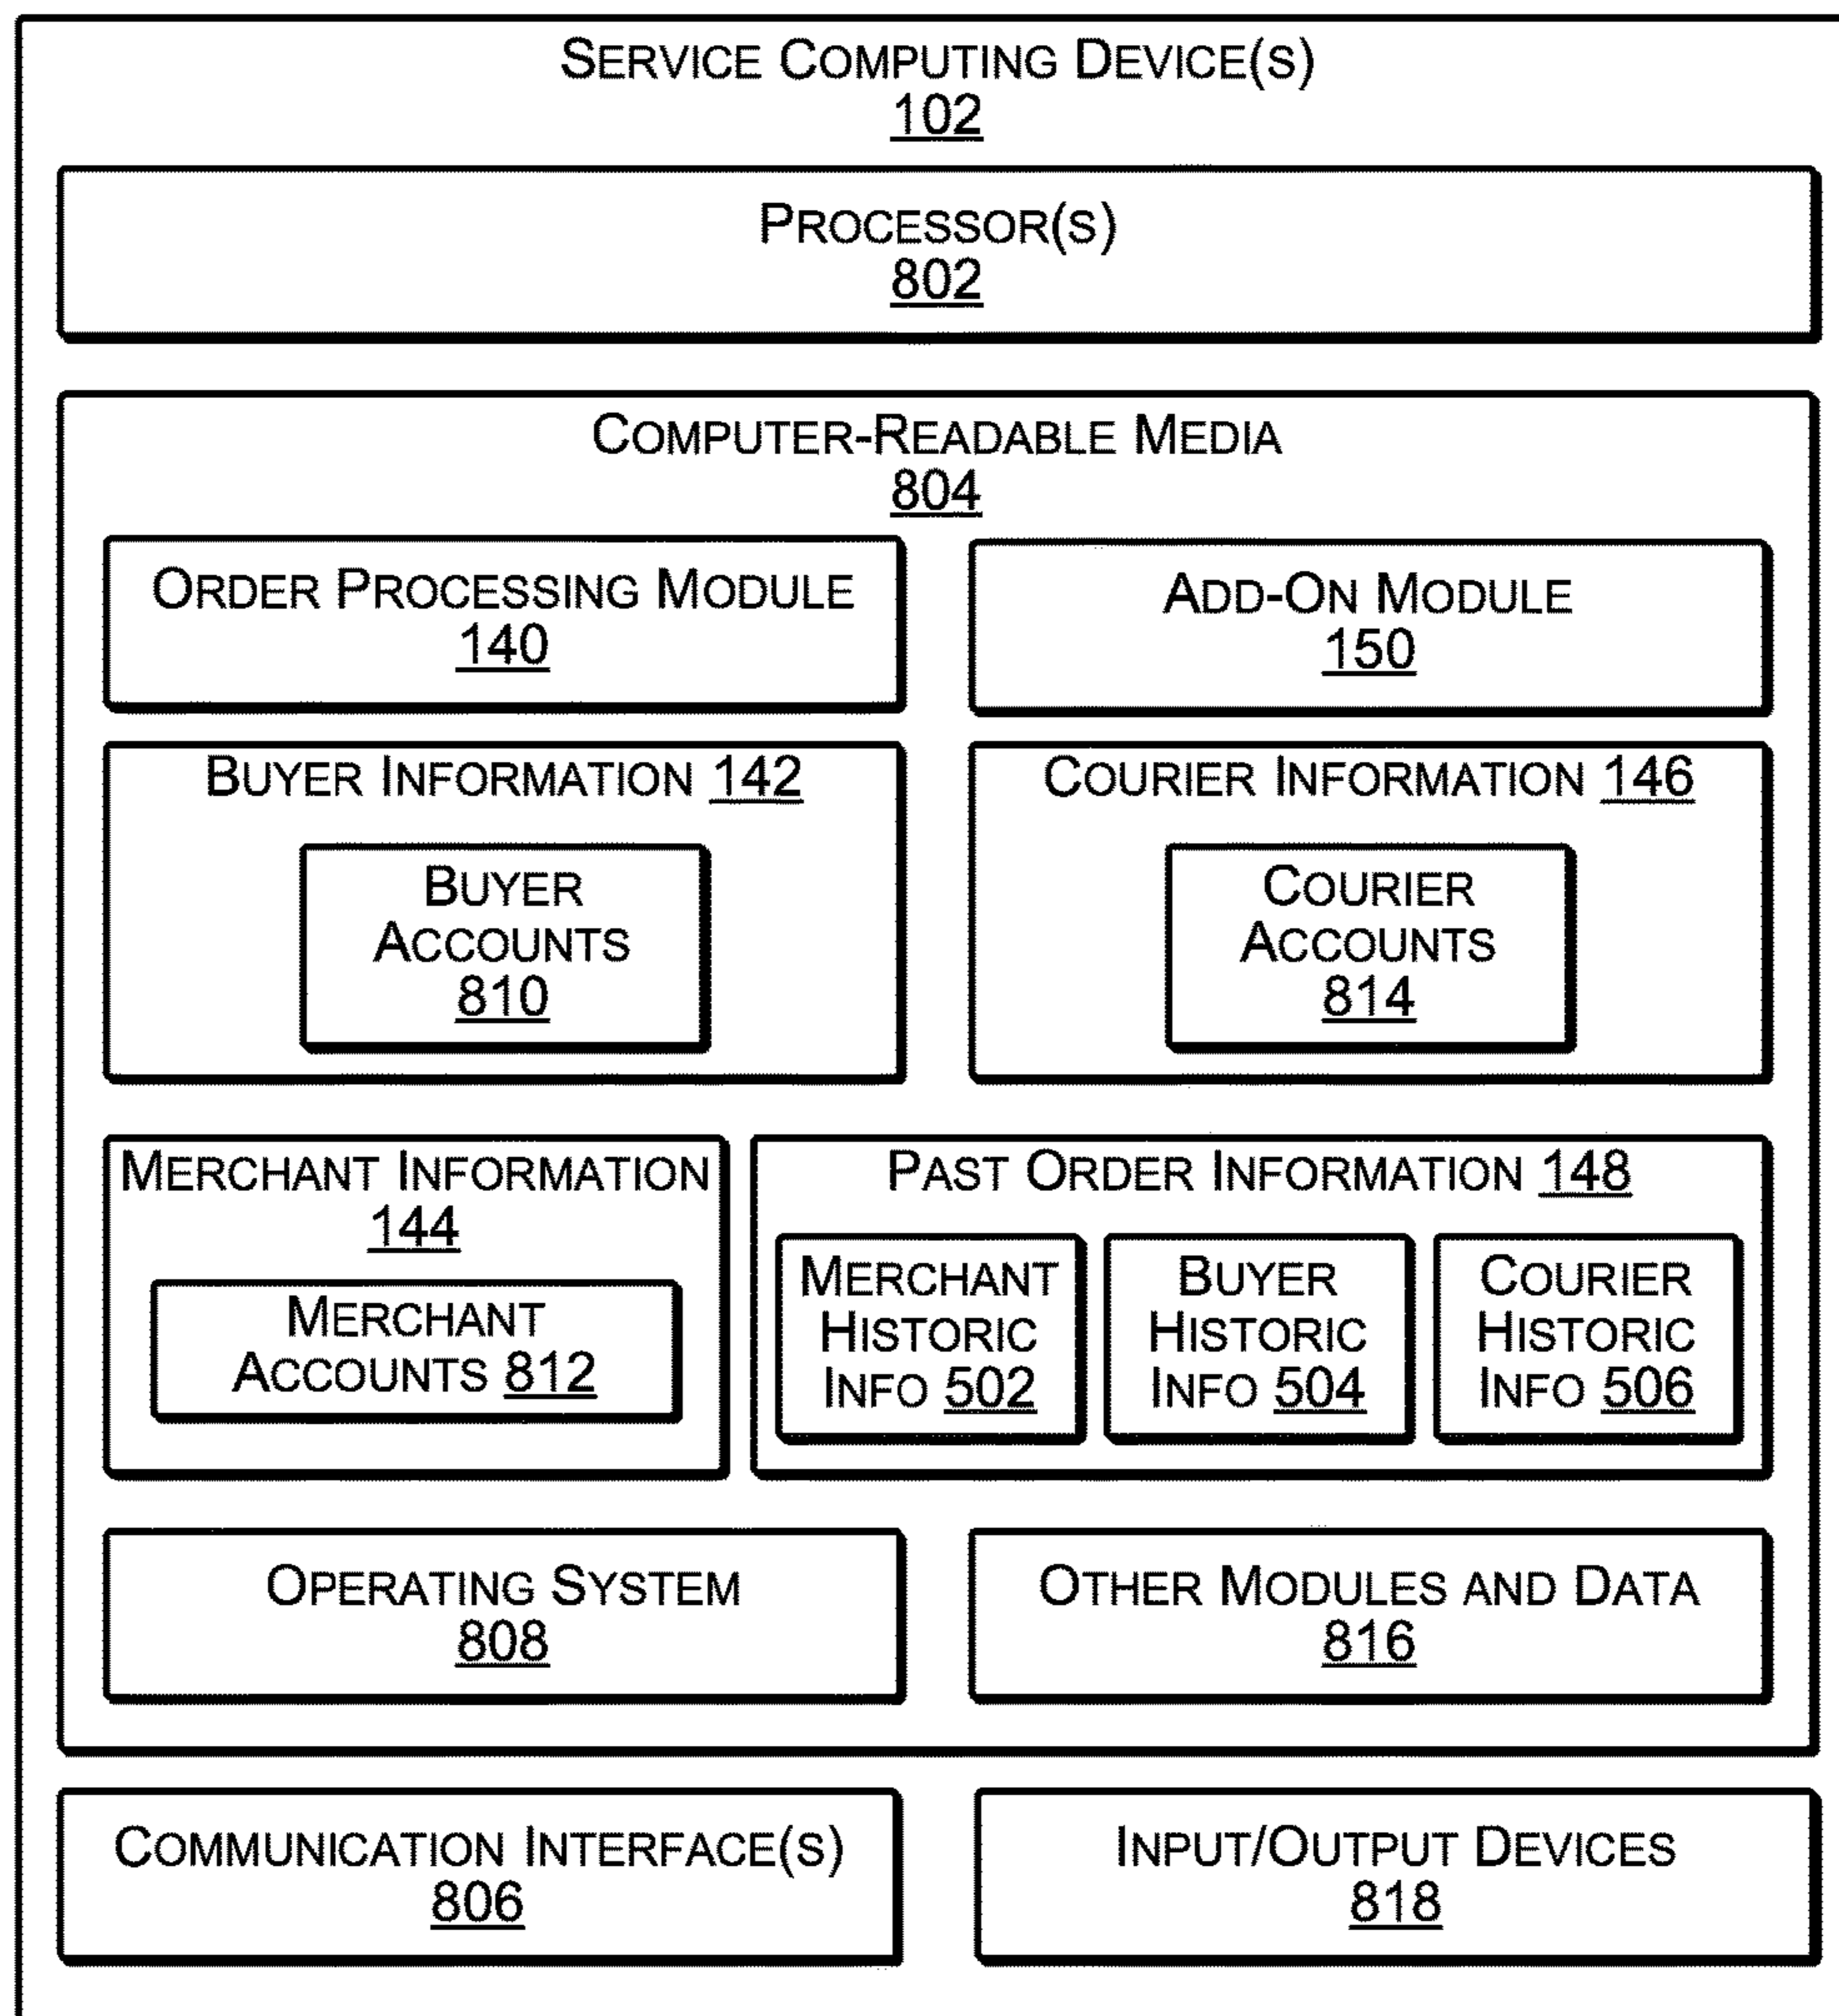 SERVICE COMPUTING DEVICE(S)
102
PROCESSOR(S)
802
COMPUTER-READABLE MEDIA
804
ORDER PROCESSING MODULE
140
ADD-ON MODULE
150
BUYER INFORMATION 142
BUYER
ACCOUNTS
810
COURIER INFORMATION 146
COURIER
ACCOUNTS
814
MERCHANT INFORMATION
144
MERCHANT
ACCOUNTS 812
PAST ORDER INFORMATION 148
MERCHANT
HISTORIC
INFO 502
BUYER
HISTORIC
INFO 504
COURIER
HISTORIC
INFO 506
OPERATING SYSTEM
808
OTHER MODULES AND DATA
816
COMMUNICATION INTERFACE(S)
806
INPUT/OUTPUT DEVICES
818